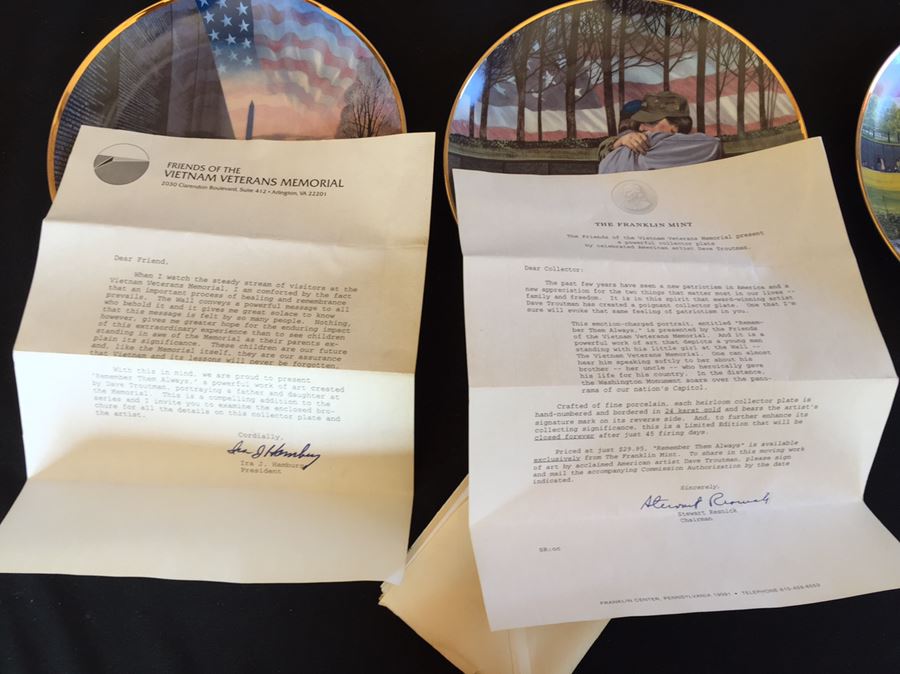 FRIENDS OF THE
VIETNAM VETERANS MEMORIAL
2030 Clarendon Boulevard, Suite 412 • Arlington, VA 22201
Dear Friend,
When I watch the steady stream of visitors at the
Vietnam Veterans Memorial, I am comforted by the fact
that an important process of healing and remembrance
prevails. The Wall conveys a powerful message to all
who behold it and it gives me great solace to know
that this message is felt by so many people. Nothing,
however, gives me greater hope for the enduring impact
of this extraordinary experience than to see children
standing in awe of the Memorial as their parents ex-
plain its significance. These children are our future
and, like the Memorial itself, they are our assurance
that Vietnam and its lessons will never be forgotten.
With this in mind, we are proud to present
"Remember Them Always," a powerful work of art created
by Dave Troutman, portraying a father and daughter at
the Memorial. This is a compelling addition to the
series and I invite you to examine the enclosed bro-
chure for all the details on this collector plate and
the artist.
Cordially,
Ira J. Hamburg
Ira J. Hamburg
President
THE FRANKLIN MINT
The Friends of the Vietnam Veterans Memorial present
a powerful collector plate
by celebrated American artist Dave Troutman.
Dear Collector:
The past few years have seen a new patriotism in America and a
new appreciation for the two things that matter most in our lives --
family and freedom. It is in this spirit that award-winning artist
Dave Troutman has created a poignant collector plate. One that I'm
sure will evoke that same feeling of patriotism in you.
This emotion-charged portrait, entitled "Remem-
ber Them Always," is presented by the Friends
of the Vietnam Veterans Memorial. And it is a
powerful work of art that depicts a young man
standing with his little girl at the Wall --
The Vietnam Veterans Memorial. One can almost
hear him speaking softly to her about his
brother -- her uncle -- who heroically gave
his life for his country. In the distance,
the Washington Monument soars over the pano-
rama of our nation's Capitol.
Crafted of fine porcelain, each heirloom collector plate is
hand-numbered and bordered in 24 karat gold and bears the artist's
signature mark on its reverse side. And, to further enhance its
collecting significance, this is a Limited Edition that will be
closed forever after just 45 firing days.
Priced at just $29.95, "Remember Them Always" is available
exclusively from The Franklin Mint. To share in this moving work
of art by acclaimed American artist Dave Troutman, please sign
and mail the accompanying Commission Authorization by the date
indicated.
Sincerely,
Stewart Resnick
Stewart Resnick
Chairman
SR:cc
FRANKLIN CENTER, PENNSYLVANIA 19091 • TELEPHONE 610-459-6553